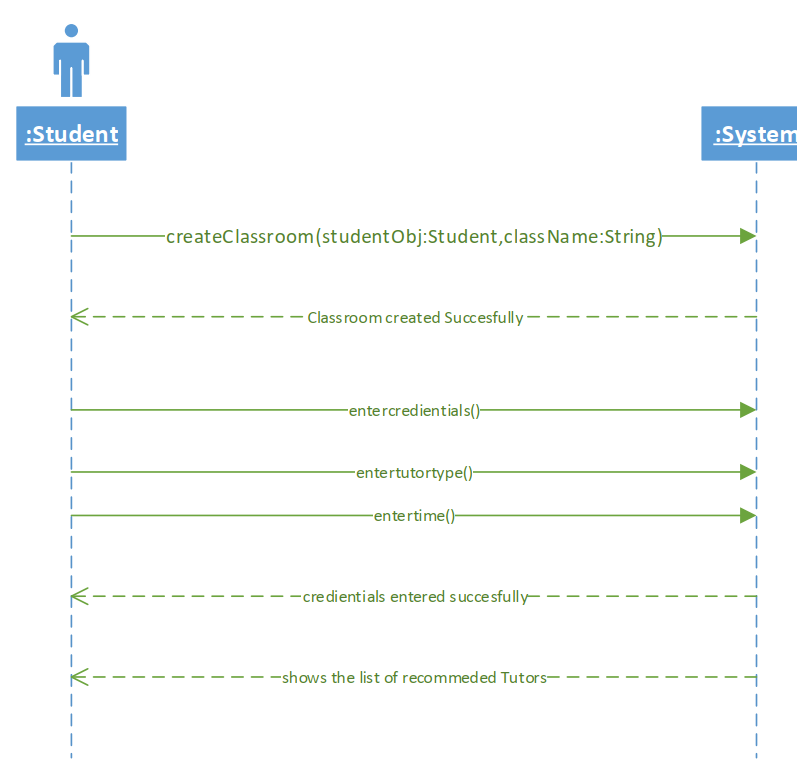 :Student
:System
createClassroom(studentObj:Student,className:String)
Classroom created Succesfully
entercredentials()
entertutortype()
entertime()
credientials entered succesfully
shows the list of recommeded Tutors